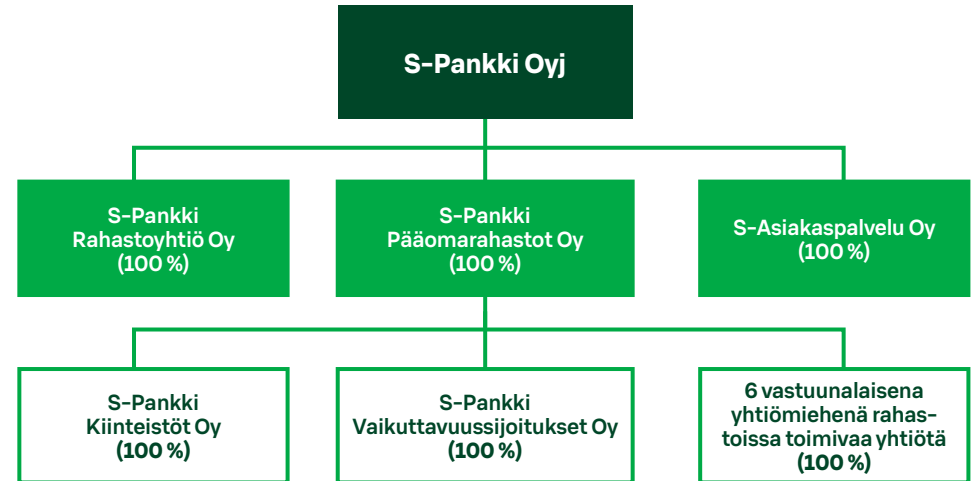 S-Pankki Oyj
S-Pankki
Rahastoyhtiö Oy
(100 %)
S-Pankki
Pääomarahastot Oy
(100 %)
S-Asiakaspalvelu Oy
(100 %)
S-Pankki
Kiinteistöt Oy
(100 %)
S-Pankki
Vaikuttavuussijoitukset Oy
(100 %)
6 vastuunalaisena
yhtiömiehenä rahas-
toissa toimivaa yhtiötä
(100 %)